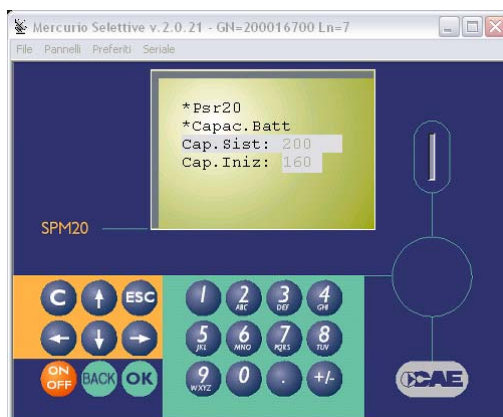 Mercurio Selettive v.2.0.21 - GN=200016700 Ln=7
File Pannelli Preferiti Seriale
*Psr20
*Capac.Batt
Cap.Sist: 200
Cap.Iniz: 160
SPM20
C ESC
ON OFF BACK OK
1 2 ABC 3 DEF 4 GHI
5 JKL 6 MNO 7 PQRS 8 TUV
9 WXYZ 0 . +/-
CAE